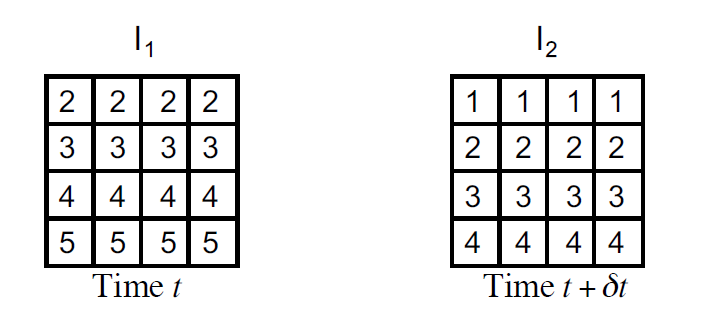 I1 I2
2 2 2 2 1 1 1 1
3 3 3 3 2 2 2 2
4 4 4 4 3 3 3 3
5 5 5 5 4 4 4 4
Time t Time t + δt